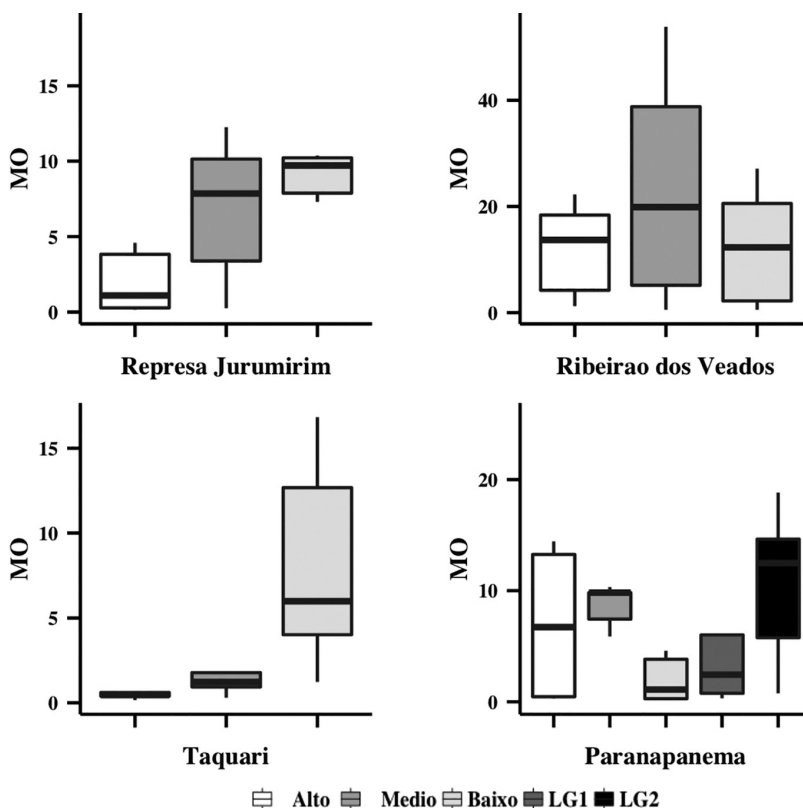 15
10
5
0
MO
Represa Jurumirim
40
20
0
MO
Ribeirao dos Veados
15
10
5
0
MO
Taquari
20
10
0
MO
Paranapanema
Alto Medio Baixo LG1 LG2